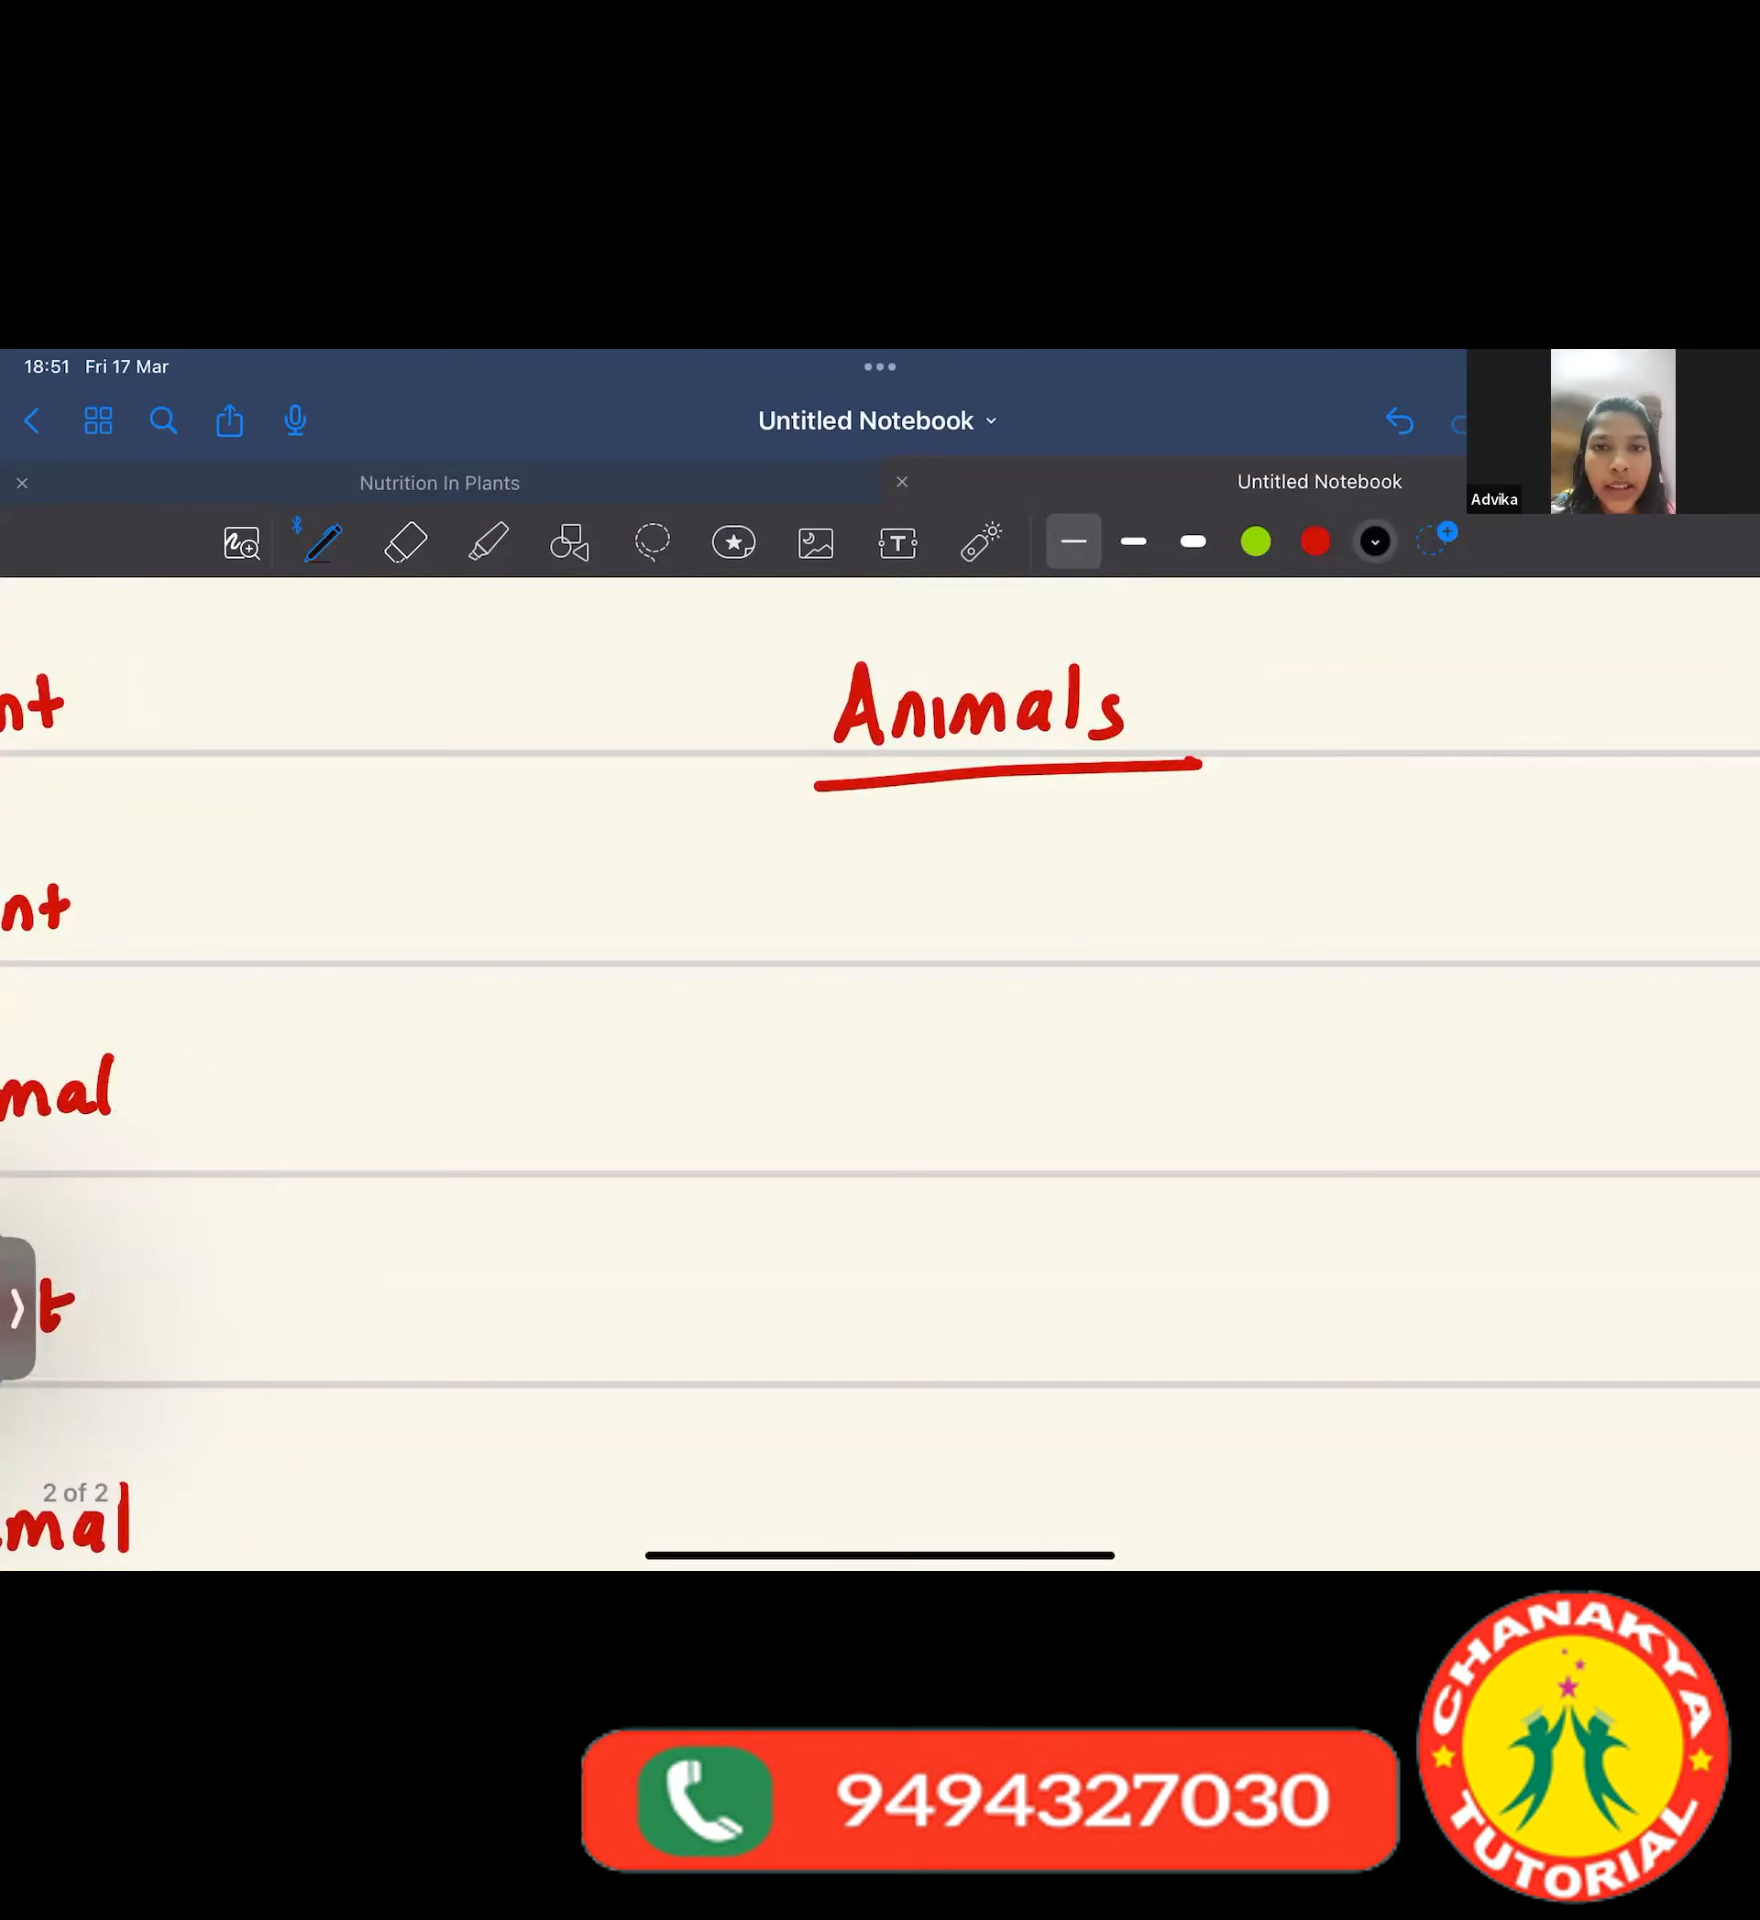 18:51 Fri 17 Mar
Untitled Notebook
Nutrition In Plants
Untitled Notebook
Advika
T
nt
Animals
nt
mal
t
2 of 2
mal
9494327030
CHANAKYA
TUTORIAL